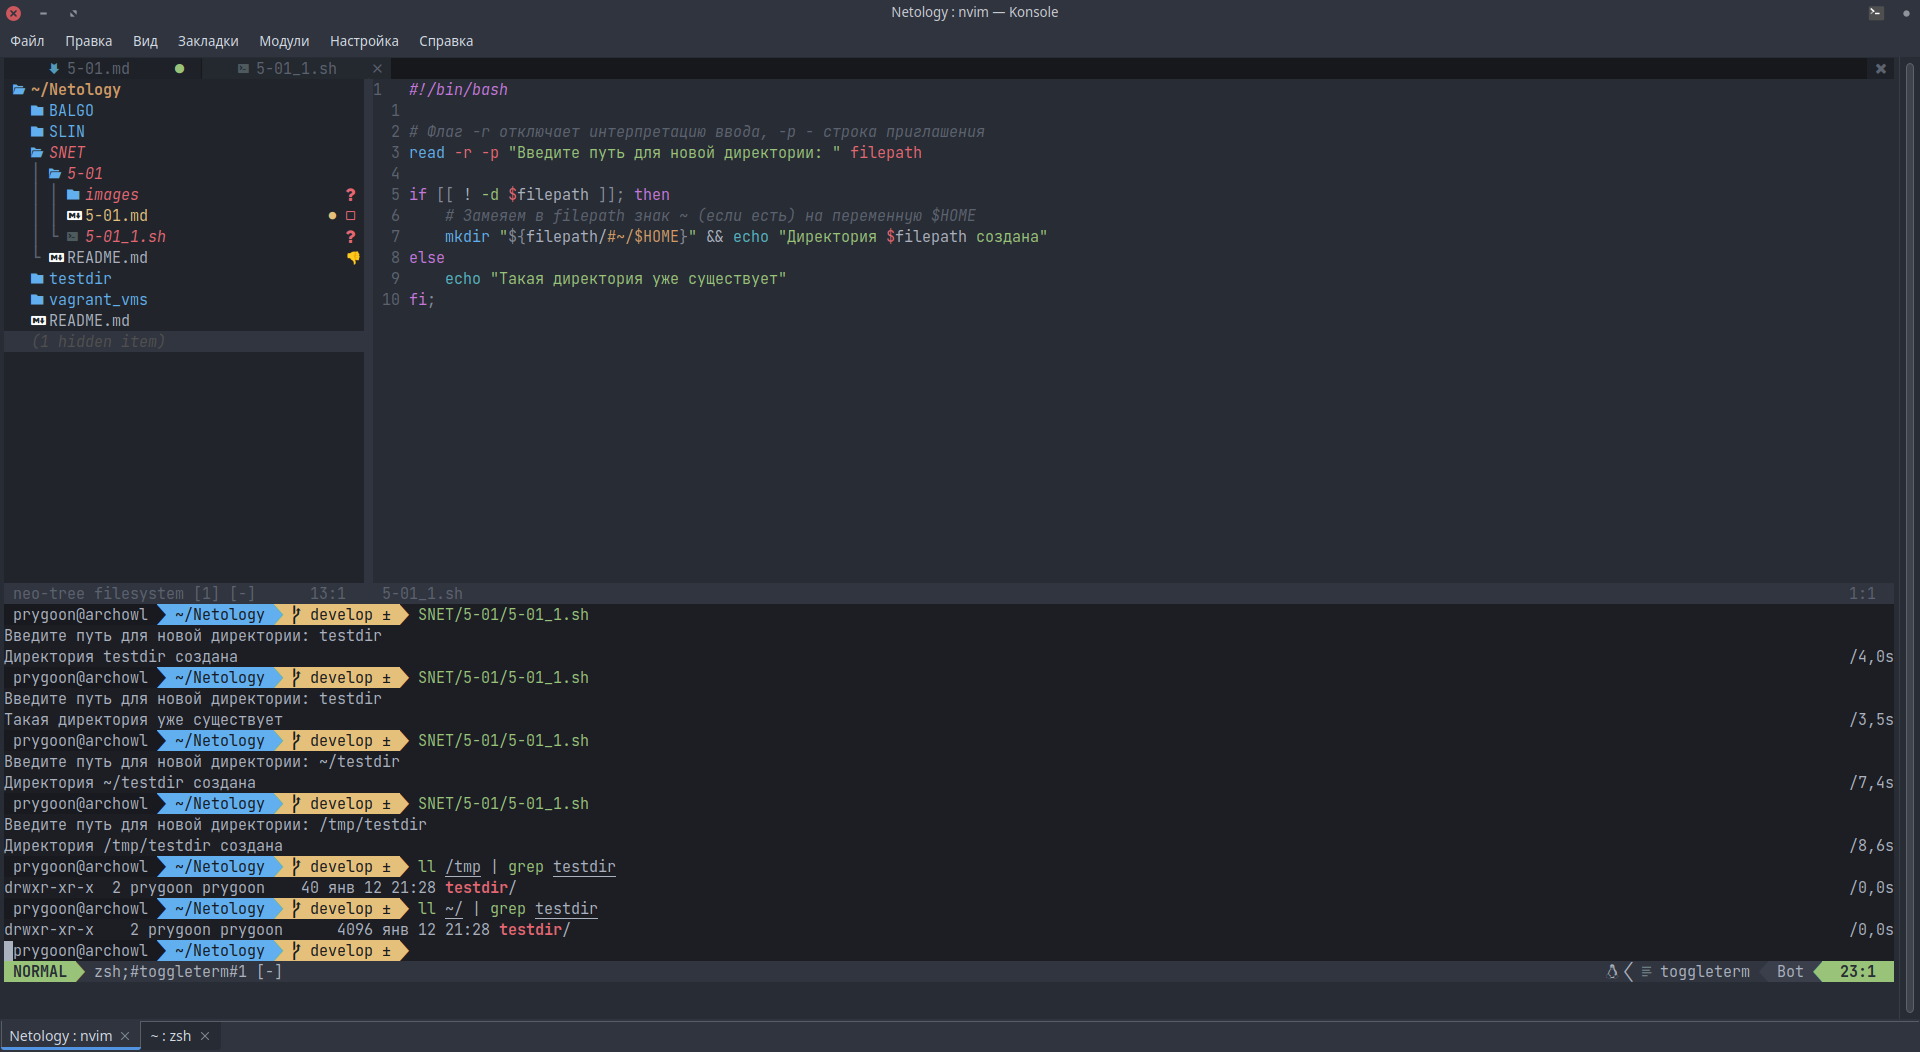 Netology : nvim — Konsole
Файл Правка Вид Закладки Модули Настройка Справка
5-01.md 5-01_1.sh
~/Netology
BALGO
SLIN
SNET
5-01
images ?
5-01.md
5-01_1.sh ?
README.md
testdir
vagrant_vms
README.md
(1 hidden item)
1 #!/bin/bash
1
2 # Флаг -r отключает интерпретацию ввода, -p - строка приглашения
3 read -r -p "Введите путь для новой директории: " filepath
4
5 if [[ ! -d $filepath ]]; then
6 # Замеяем в filepath знак ~ (если есть) на переменную $HOME
7 mkdir "${filepath/#~/$HOME}" && echo "Директория $filepath создана"
8 else
9 echo "Такая директория уже существует"
10 fi;
neo-tree filesystem [1] [-] 13:1 5-01_1.sh 1:1
prygoon@archowl ~/Netology develop ± SNET/5-01/5-01_1.sh
Введите путь для новой директории: testdir
Директория testdir создана /4,0s
prygoon@archowl ~/Netology develop ± SNET/5-01/5-01_1.sh
Введите путь для новой директории: testdir
Такая директория уже существует /3,5s
prygoon@archowl ~/Netology develop ± SNET/5-01/5-01_1.sh
Введите путь для новой директории: ~/testdir
Директория ~/testdir создана /7,4s
prygoon@archowl ~/Netology develop ± SNET/5-01/5-01_1.sh
Введите путь для новой директории: /tmp/testdir
Директория /tmp/testdir создана /8,6s
prygoon@archowl ~/Netology develop ± ll /tmp | grep testdir
drwxr-xr-x 2 prygoon prygoon 40 янв 12 21:28 testdir/ /0,0s
prygoon@archowl ~/Netology develop ± ll ~/ | grep testdir
drwxr-xr-x 2 prygoon prygoon 4096 янв 12 21:28 testdir/ /0,0s
prygoon@archowl ~/Netology develop ±
NORMAL zsh;#toggleterm#1 [-] toggleterm Bot 23:1
Netology : nvim ~ : zsh